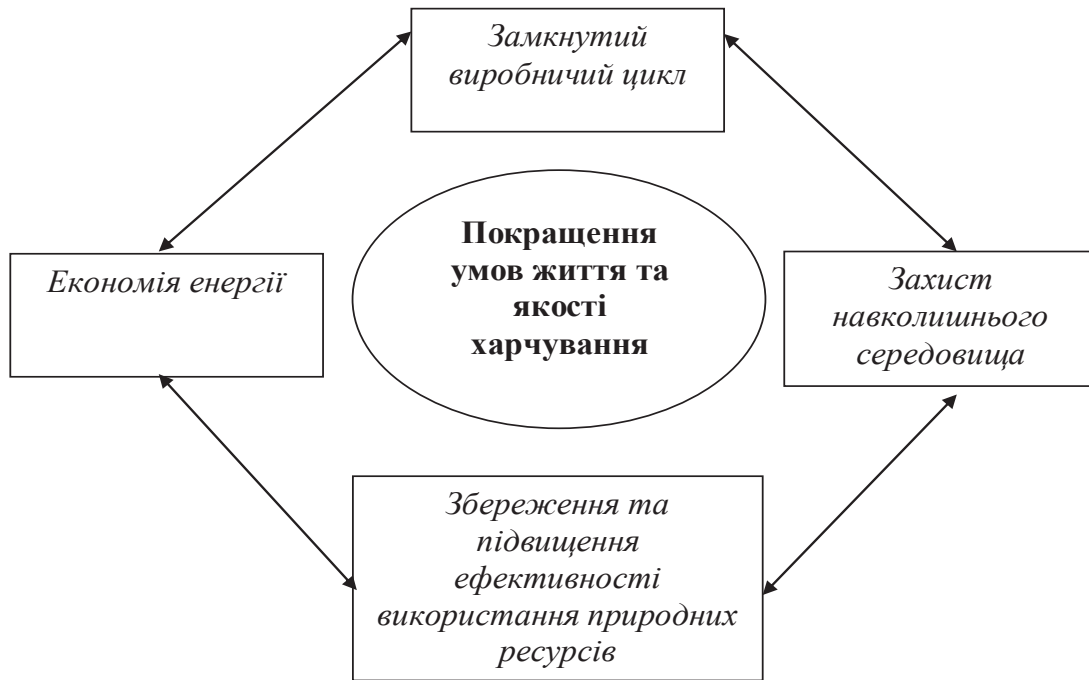 Замкнутий
виробничий цикл
Покращення
умов життя та
якості
харчування
Економія енергії
Захист
навколишнього
середовища
Збереження та
підвищення
ефективності
використання природних
ресурсів